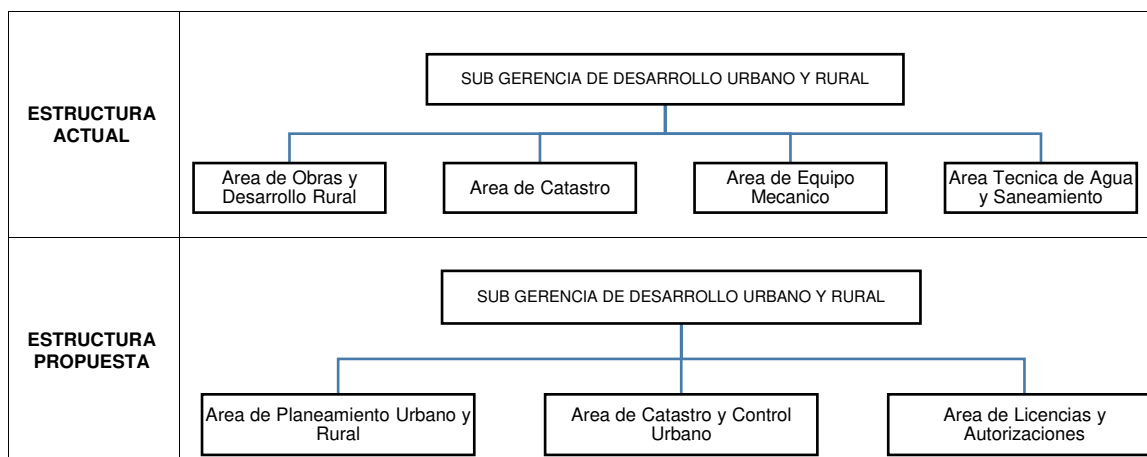 ESTRUCTURA
ACTUAL
SUB GERENCIA DE DESARROLLO URBANO Y RURAL
Area de Obras y
Desarrollo Rural
Area de Catastro
Area de Equipo
Mecanico
Area Tecnica de Agua
y Saneamiento
ESTRUCTURA
PROPUESTA
SUB GERENCIA DE DESARROLLO URBANO Y RURAL
Area de Planeamiento Urbano y
Rural
Area de Catastro y Control
Urbano
Area de Licencias y
Autorizaciones